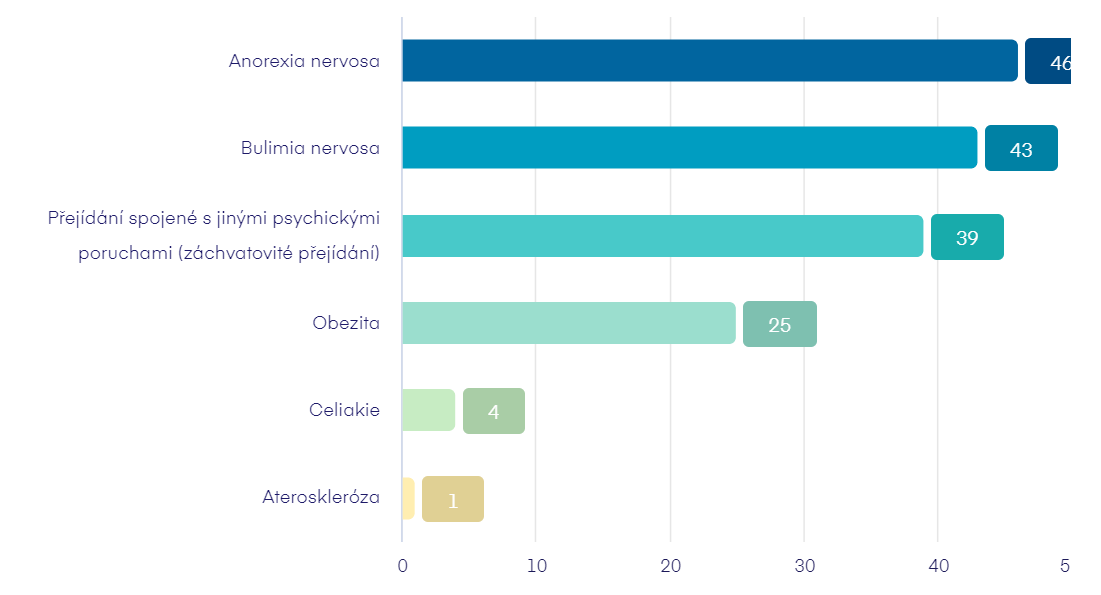 Anorexia nervosa 46
Bulimia nervosa 43
Přejídání spojené s jinými psychickými
poruchami (záchvatovité přejídání) 39
Obezita 25
Celiakie 4
Ateroskleróza 1
0 10 20 30 40 5